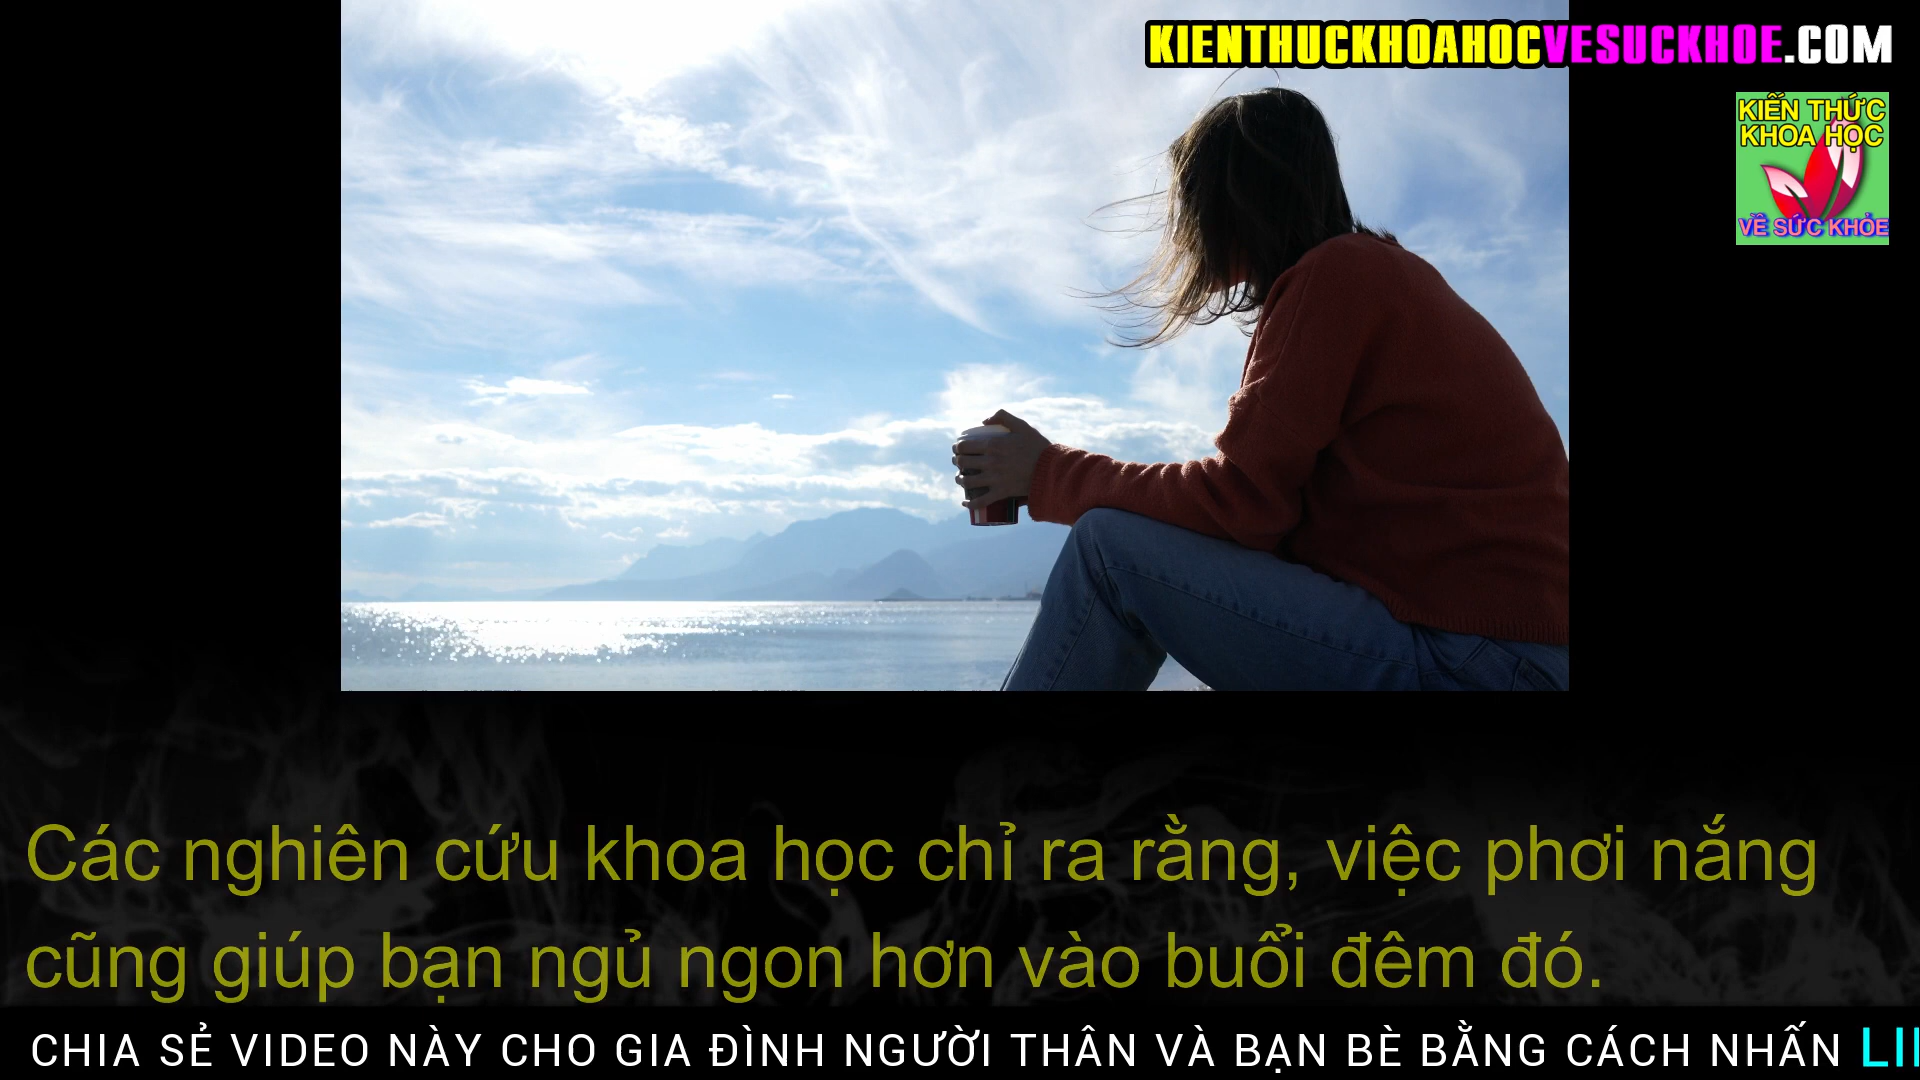 KIENTHUCKHOAHOCVESUCKHOE.COM
KIẾN THỨC
KHOA HỌC
VỀ SỨC KHỎE
Các nghiên cứu khoa học chỉ ra rằng, việc phơi nắng
cũng giúp bạn ngủ ngon hơn vào buổi đêm đó.
CHIA SẺ VIDEO NÀY CHO GIA ĐÌNH NGƯỜI THÂN VÀ BẠN BÈ BẰNG CÁCH NHẤN